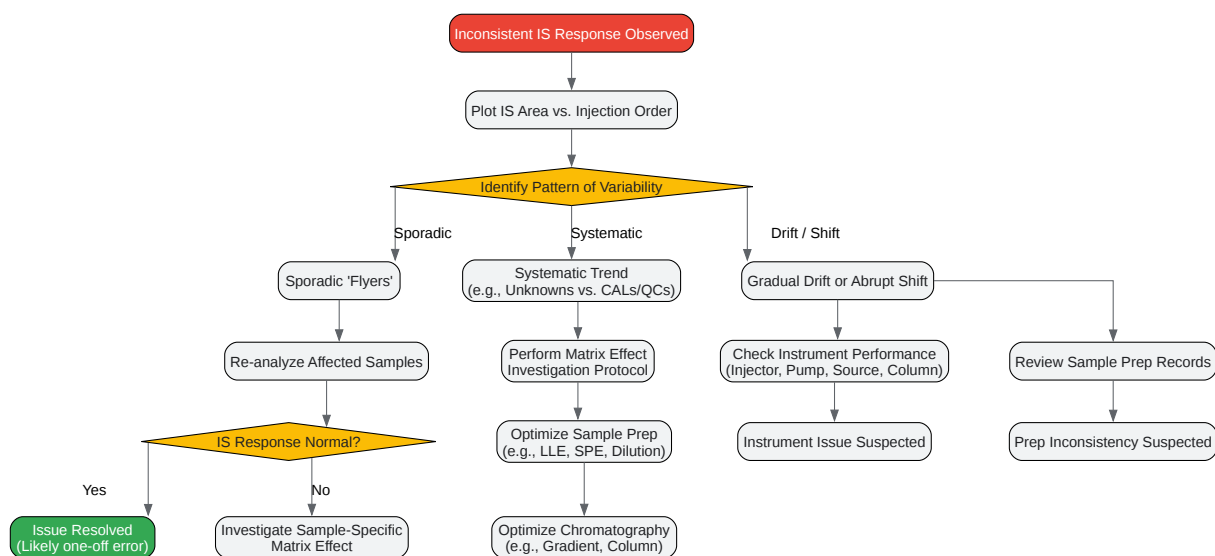 Inconsistent IS Response Observed
Plot IS Area vs. Injection Order
Identify Pattern of Variability
Sporadic
Systematic
Drift / Shift
Sporadic 'Flyers'
Systematic Trend
(e.g., Unknowns vs. CALs/QCs)
Gradual Drift or Abrupt Shift
Re-analyze Affected Samples
Perform Matrix Effect
Investigation Protocol
Check Instrument Performance
(Injector, Pump, Source, Column)
Review Sample Prep Records
IS Response Normal?
Optimize Sample Prep
(e.g., LLE, SPE, Dilution)
Instrument Issue Suspected
Prep Inconsistency Suspected
Yes
No
Issue Resolved
(Likely one-off error)
Investigate Sample-Specific
Matrix Effect
Optimize Chromatography
(e.g., Gradient, Column)